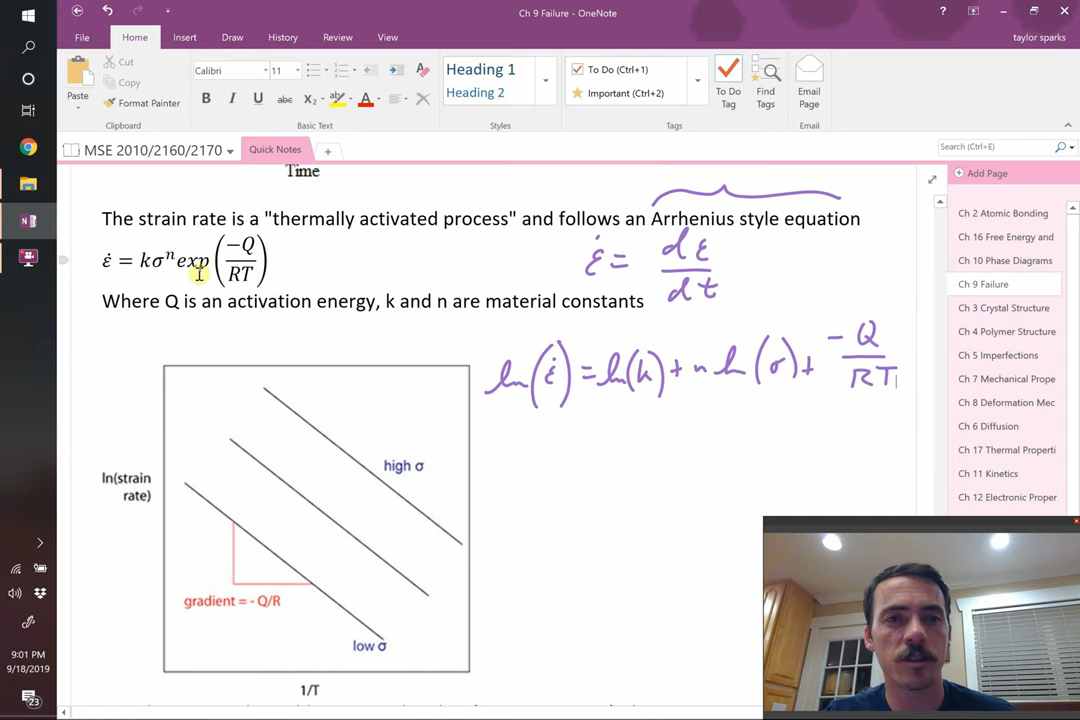 Ch 9 Failure - OneNote
taylor sparks
File Home Insert Draw History Review View
Paste
Cut
Copy
Format Painter
Clipboard
Calibri 11
B I U abc X₂ A
Basic Text
Heading 1
Heading 2
Styles
To Do (Ctrl+1)
Important (Ctrl+2)
Tags
To Do Tag
Find Tags
Email Page
Email
MSE 2010/2160/2170
Quick Notes
+
Search (Ctrl+E)
Time
The strain rate is a "thermally activated process" and follows an Arrhenius style equation
ε̇ = kσⁿexp(−Q/RT)
ε̇ = dε/dt
Where Q is an activation energy, k and n are material constants
ln(ε̇) = ln(k) + n ln(σ) + -Q/RT
ln(strain rate)
high σ
gradient = - Q/R
low σ
1/T
Add Page
Ch 2 Atomic Bonding
Ch 16 Free Energy and
Ch 10 Phase Diagrams
Ch 9 Failure
Ch 3 Crystal Structure
Ch 4 Polymer Structure
Ch 5 Imperfections
Ch 7 Mechanical Prope
Ch 8 Deformation Mec
Ch 6 Diffusion
Ch 17 Thermal Properti
Ch 11 Kinetics
Ch 12 Electronic Proper
9:01 PM
9/18/2019
23